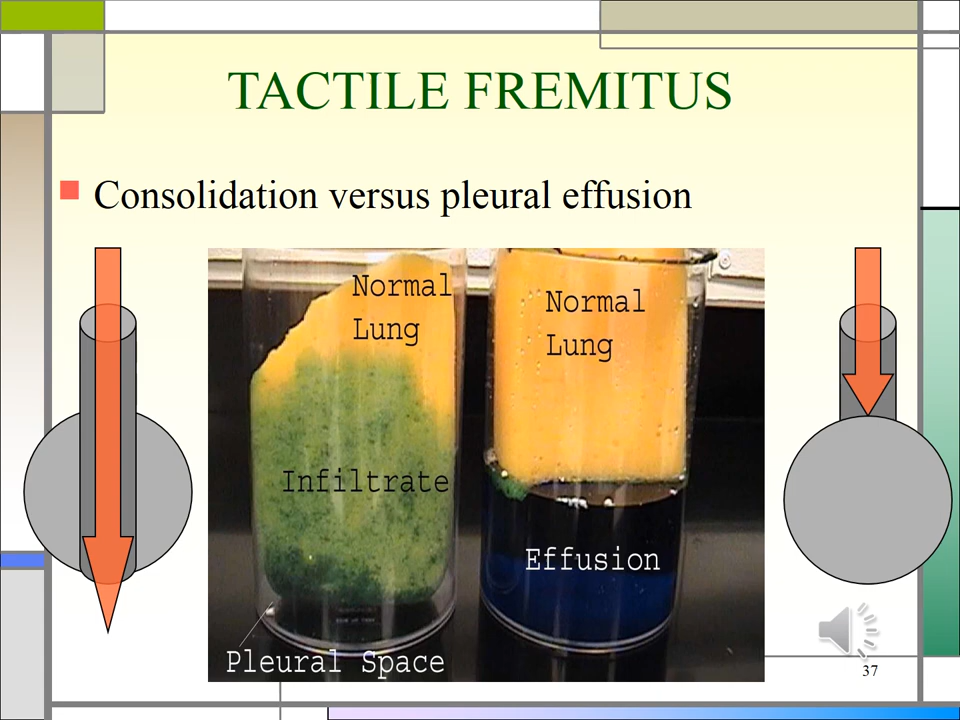 TACTILE FREMITUS
Consolidation versus pleural effusion
Normal
Lung
Normal
Lung
Infiltrate
Effusion
Pleural Space
37